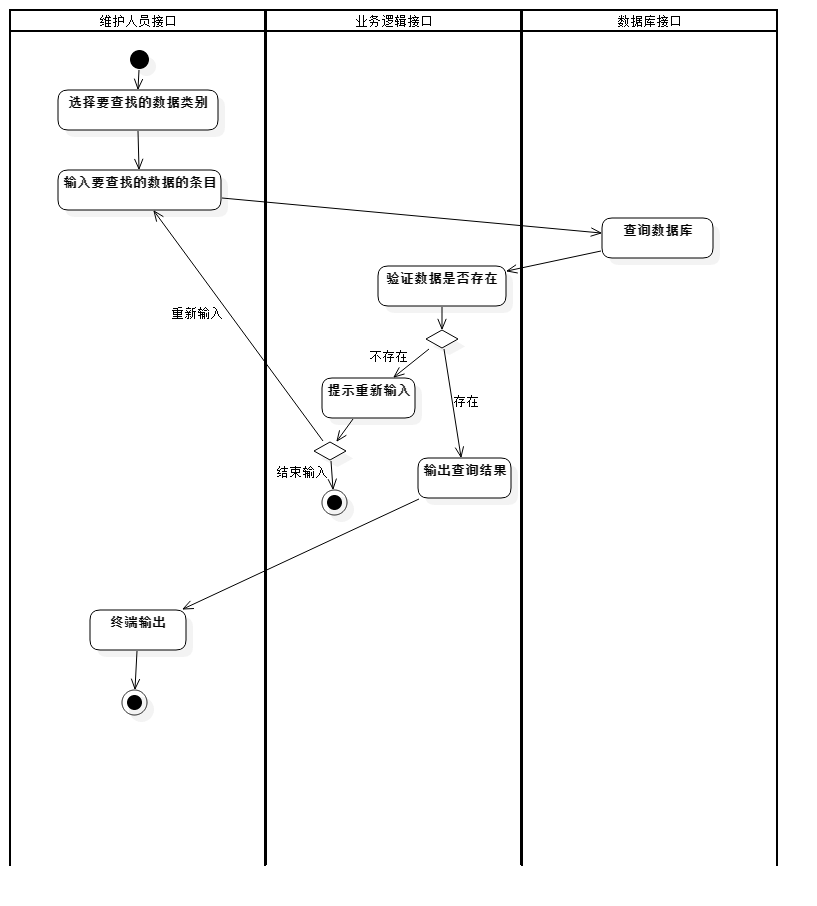 维护人员接口
业务逻辑接口
数据库接口
选择要查找的数据类别
输入要查找的数据的条目
查询数据库
验证数据是否存在
重新输入
不存在
提示重新输入
存在
结束输入
输出查询结果
终端输出